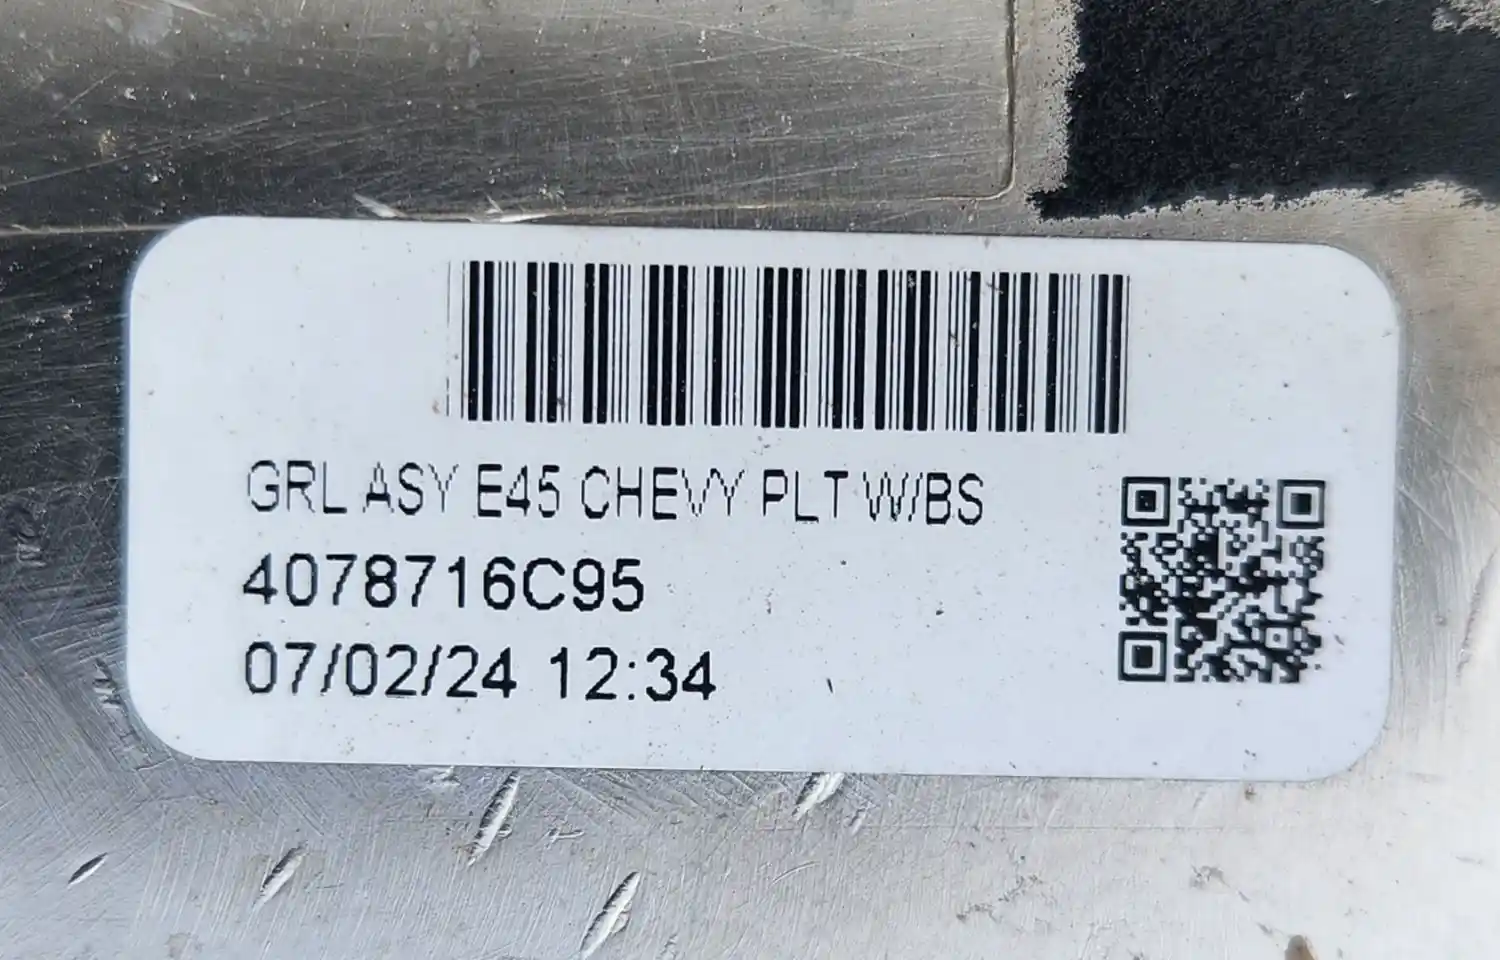 GRL ASY E45 CHEVY PLT W/BS
4078716C95
07/02/24 12:34